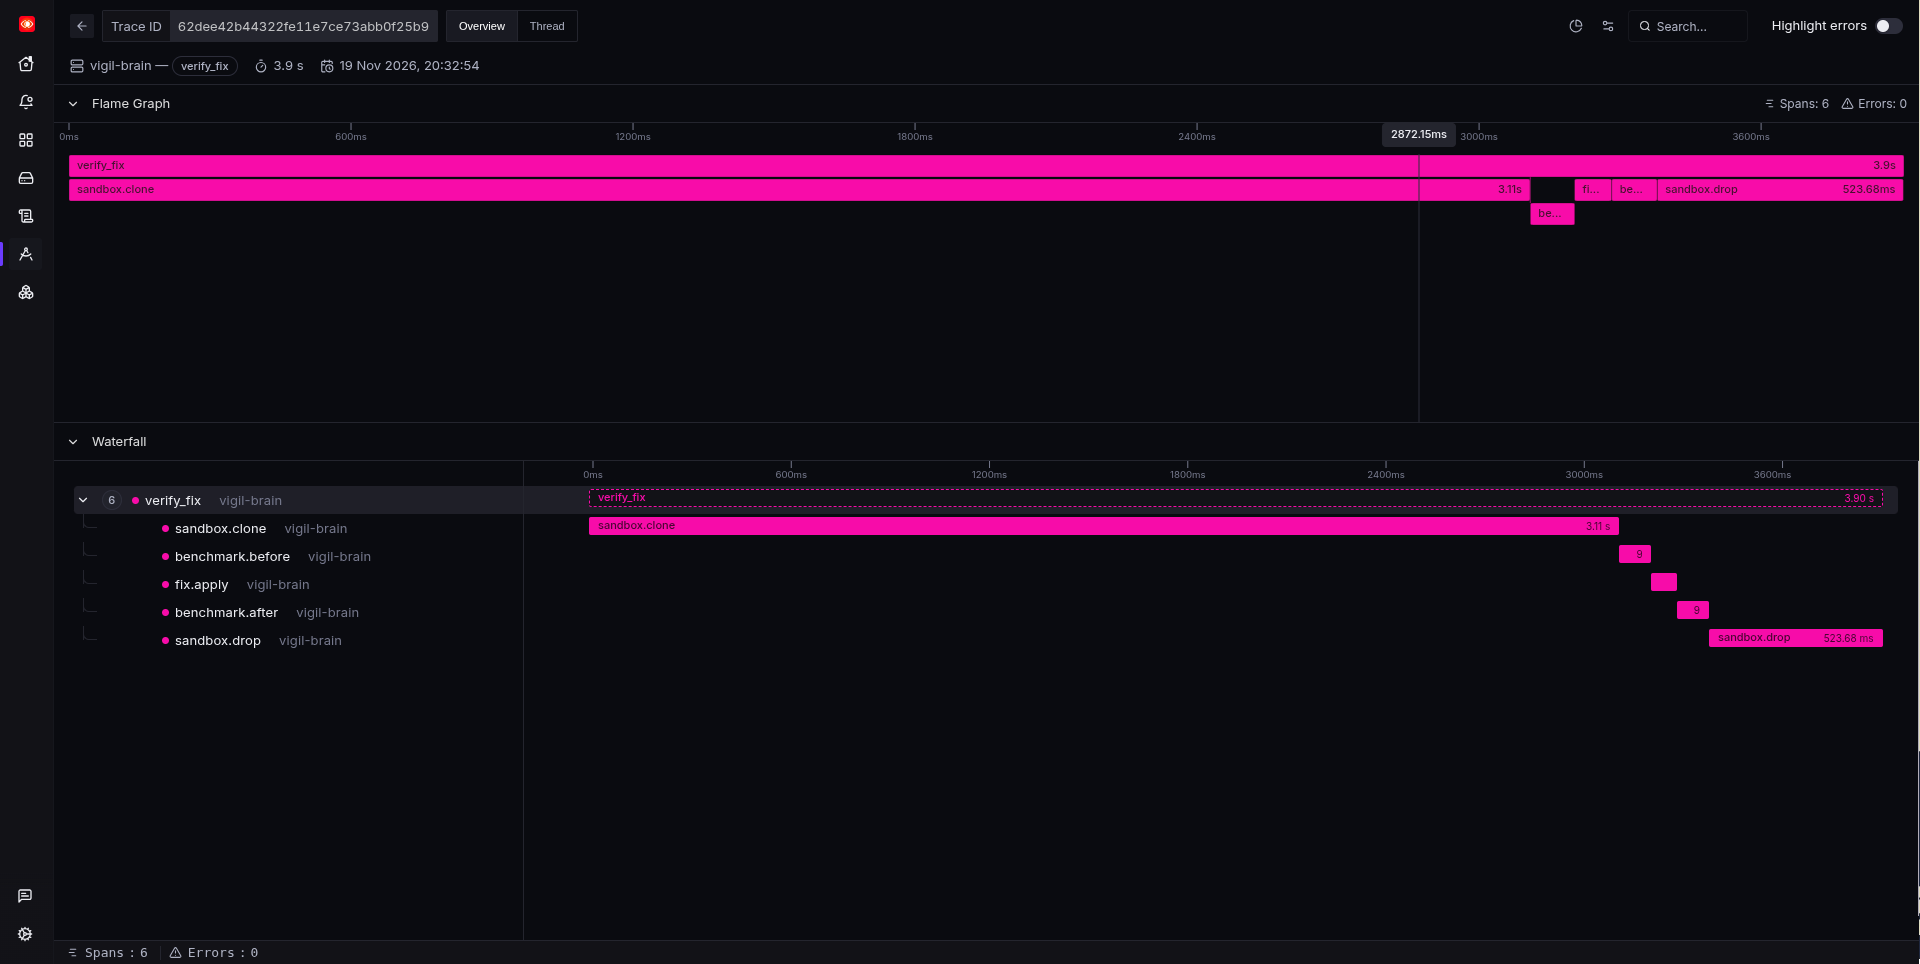 Trace ID 62dee42b44322fe11e7ce73abb0f25b9 Overview Thread Search... Highlight errors
vigil-brain — verify_fix 3.9 s 19 Nov 2026, 20:32:54
Flame Graph Spans: 6 Errors: 0
0ms 600ms 1200ms 1800ms 2400ms 2872.15ms 3000ms 3600ms
verify_fix 3.9s
sandbox.clone 3.11s fi... be... sandbox.drop 523.68ms
be...
Waterfall
0ms 600ms 1200ms 1800ms 2400ms 3000ms 3600ms
6 verify_fix vigil-brain verify_fix 3.90 s
sandbox.clone vigil-brain sandbox.clone 3.11 s
benchmark.before vigil-brain 9
fix.apply vigil-brain
benchmark.after vigil-brain 9
sandbox.drop vigil-brain sandbox.drop 523.68 ms
Spans : 6 Errors : 0